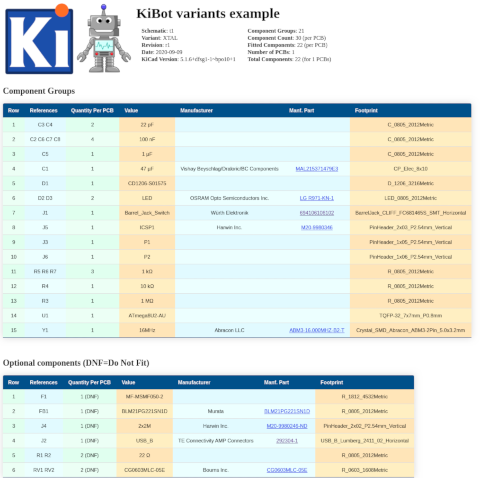 Ki
KiBot variants example
Schematic: t1 Component Groups: 21
Variant: XTAL Component Count: 30 (per PCB)
Revision: r1 Fitted Components: 22 (per PCB)
Date: 2020-09-09 Number of PCBs: 1
KiCad Version: 5.1.6+dfsg1-1~bpo10+1 Total Components: 22 (for 1 PCBs)
Component Groups
Row References Quantity Per PCB Value Manufacturer Manf. Part Footprint
1 C3 C4 2 22 pF C_0805_2012Metric
2 C2 C6 C7 C8 4 100 nF C_0805_2012Metric
3 C5 1 1 µF C_0805_2012Metric
4 C1 1 47 µF Vishay Beyschlag/Draloric/BC Components MAL215371479E3 CP_Elec_8x10
5 D1 1 CD1206-S01575 D_1206_3216Metric
6 D2 D3 2 LED OSRAM Opto Semiconductors Inc. LG R971-KN-1 LED_0805_2012Metric
7 J1 1 Barrel_Jack_Switch Würth Elektronik 694106106102 BarrelJack_CLIFF_FC681465S_SMT_Horizontal
8 J5 1 ICSP1 Harwin Inc. M20-9980346 PinHeader_2x03_P2.54mm_Vertical
9 J3 1 P1 PinHeader_1x05_P2.54mm_Vertical
10 J6 1 P2 PinHeader_1x06_P2.54mm_Vertical
11 R5 R6 R7 3 1 kΩ R_0805_2012Metric
12 R4 1 10 kΩ R_0805_2012Metric
13 R3 1 1 MΩ R_0805_2012Metric
14 U1 1 ATmega8U2-AU TQFP-32_7x7mm_P0.8mm
15 Y1 1 16MHz Abracon LLC ABM3-16.000MHZ-B2-T Crystal_SMD_Abracon_ABM3-2Pin_5.0x3.2mm
Optional components (DNF=Do Not Fit)
Row References Quantity Per PCB Value Manufacturer Manf. Part Footprint
1 F1 1 (DNF) MF-MSMF050-2 R_1812_4532Metric
2 FB1 1 (DNF) BLM21PG221SN1D Murata BLM21PG221SN1D R_0805_2012Metric
3 J4 1 (DNF) 2x2M Harwin Inc. M20-9980245-ND PinHeader_2x02_P2.54mm_Vertical
4 J2 1 (DNF) USB_B TE Connectivity AMP Connectors 292304-1 USB_B_Lumberg_2411_02_Horizontal
5 R1 R2 2 (DNF) 22 Ω R_0805_2012Metric
6 RV1 RV2 2 (DNF) CG0603MLC-05E Bourns Inc. CG0603MLC-05E R_0603_1608Metric